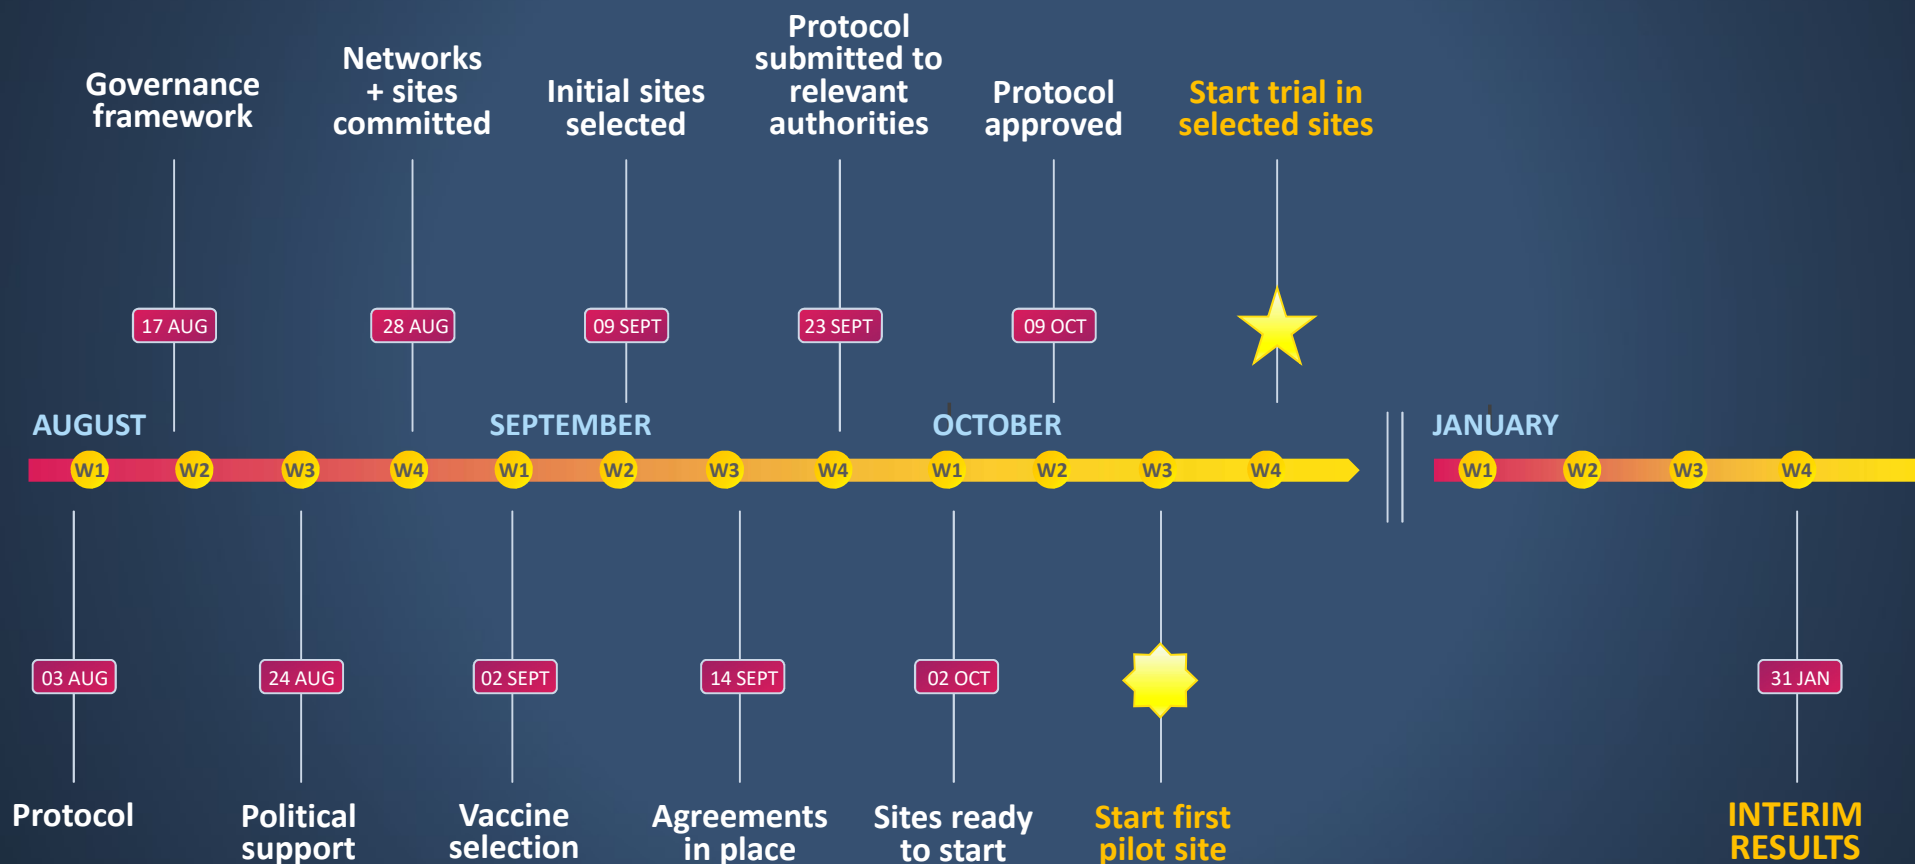 Governance
framework
Networks
+ sites
committed
Initial sites
selected
Protocol
submitted to
relevant
authorities
Protocol
approved
Start trial in
selected sites
17 AUG
28 AUG
09 SEPT
23 SEPT
09 OCT
AUGUST
SEPTEMBER
OCTOBER
JANUARY
W1 W2 W3 W4 W1 W2 W3 W4 W1 W2 W3 W4 W1 W2 W3 W4
03 AUG
24 AUG
02 SEPT
14 SEPT
02 OCT
31 JAN
Protocol
Political
support
Vaccine
selection
Agreements
in place
Sites ready
to start
Start first
pilot site
INTERIM
RESULTS